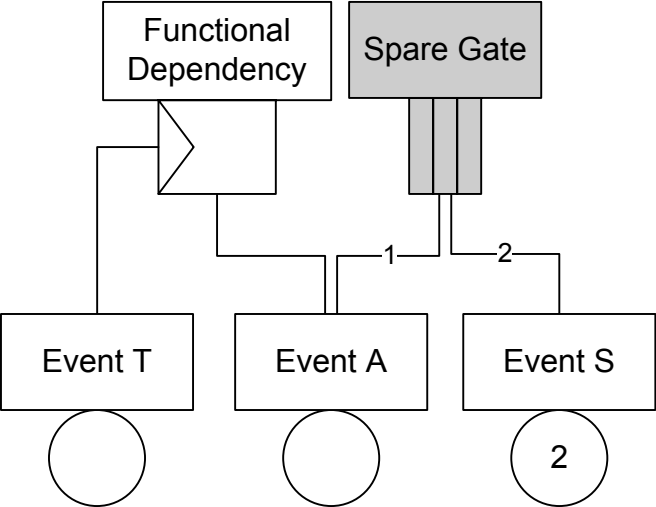 Functional
Dependency
Spare Gate
1
2
Event T
Event A
Event S
2